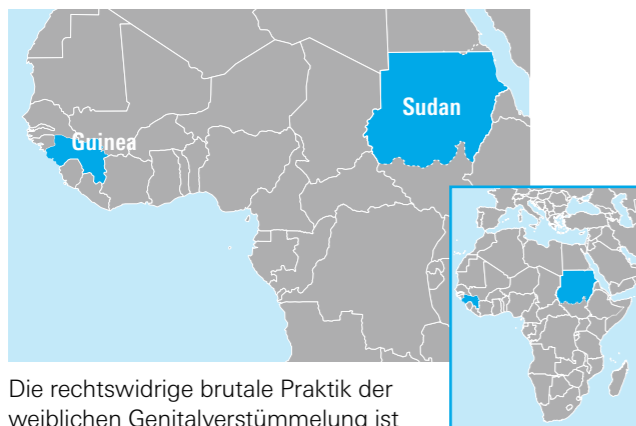 Guinea
Sudan
Die rechtswidrige brutale Praktik der
weiblichen Genitalverstümmelung ist